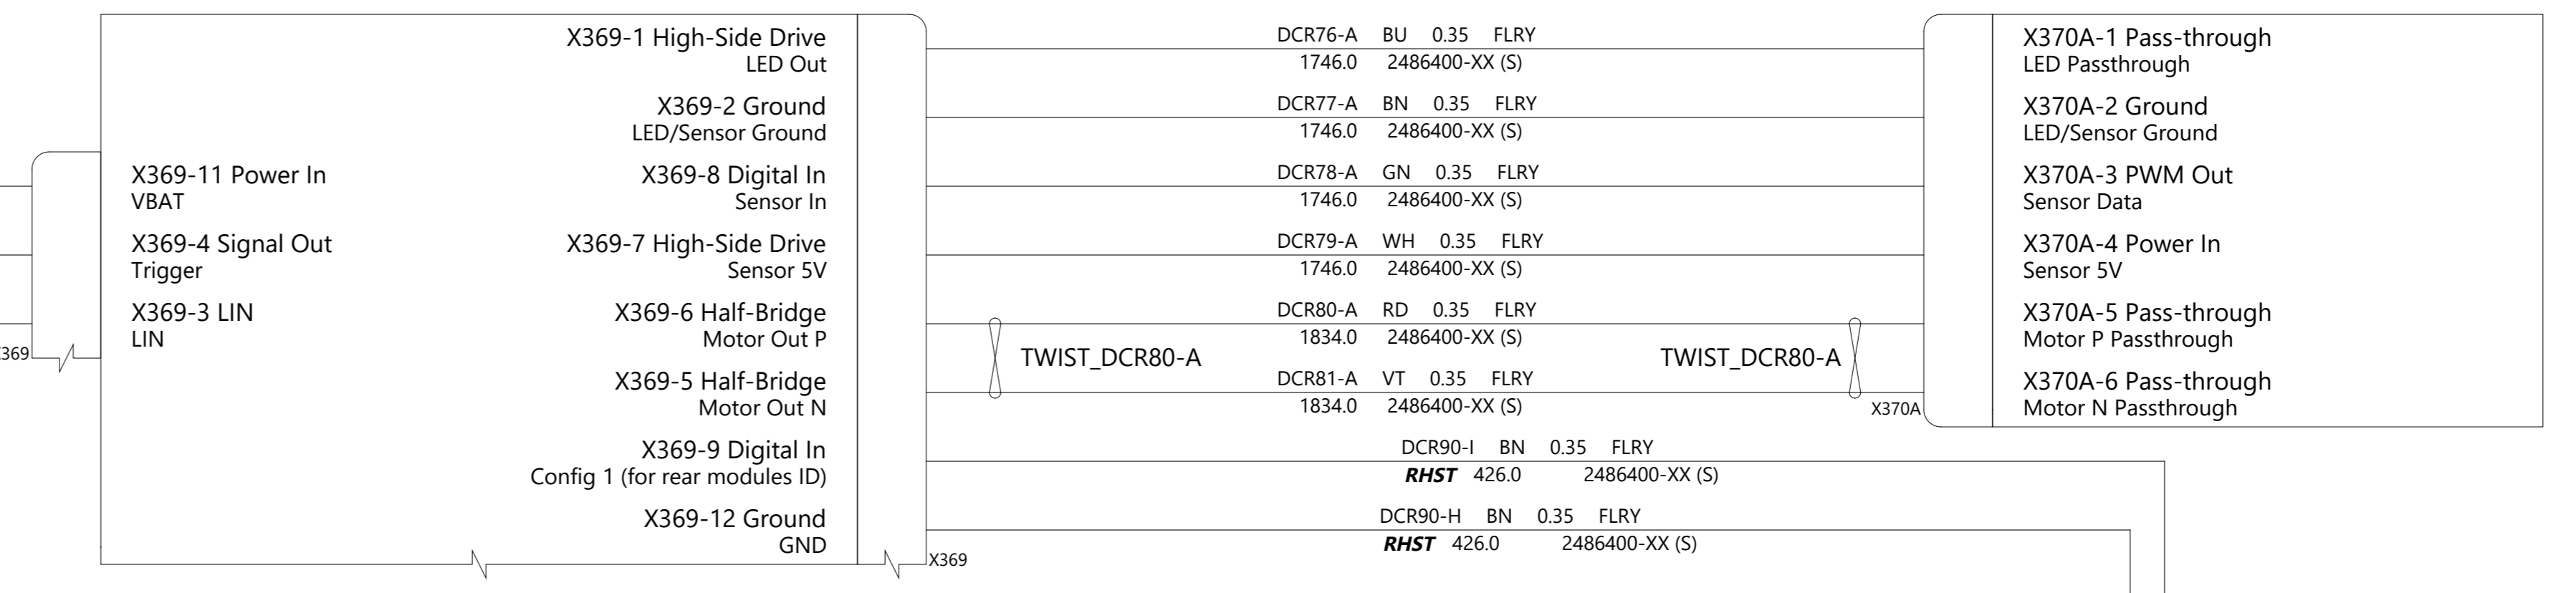 X369-1 High-Side Drive
LED Out
DCR76-A BU 0.35 FLRY
1746.0 2486400-XX (S)
X370A-1 Pass-through
LED Passthrough
X369-2 Ground
LED/Sensor Ground
DCR77-A BN 0.35 FLRY
1746.0 2486400-XX (S)
X370A-2 Ground
LED/Sensor Ground
X369-11 Power In
VBAT
X369-8 Digital In
Sensor In
DCR78-A GN 0.35 FLRY
1746.0 2486400-XX (S)
X370A-3 PWM Out
Sensor Data
X369-4 Signal Out
Trigger
X369-7 High-Side Drive
Sensor 5V
DCR79-A WH 0.35 FLRY
1746.0 2486400-XX (S)
X370A-4 Power In
Sensor 5V
X369-3 LIN
LIN
X369-6 Half-Bridge
Motor Out P
DCR80-A RD 0.35 FLRY
1834.0 2486400-XX (S)
X370A-5 Pass-through
Motor P Passthrough
369
TWIST_DCR80-A
TWIST_DCR80-A
X369-5 Half-Bridge
Motor Out N
DCR81-A VT 0.35 FLRY
1834.0 2486400-XX (S)
X370A
X370A-6 Pass-through
Motor N Passthrough
X369-9 Digital In
Config 1 (for rear modules ID)
DCR90-I BN 0.35 FLRY
RHST 426.0 2486400-XX (S)
X369-12 Ground
GND
DCR90-H BN 0.35 FLRY
RHST 426.0 2486400-XX (S)
X369